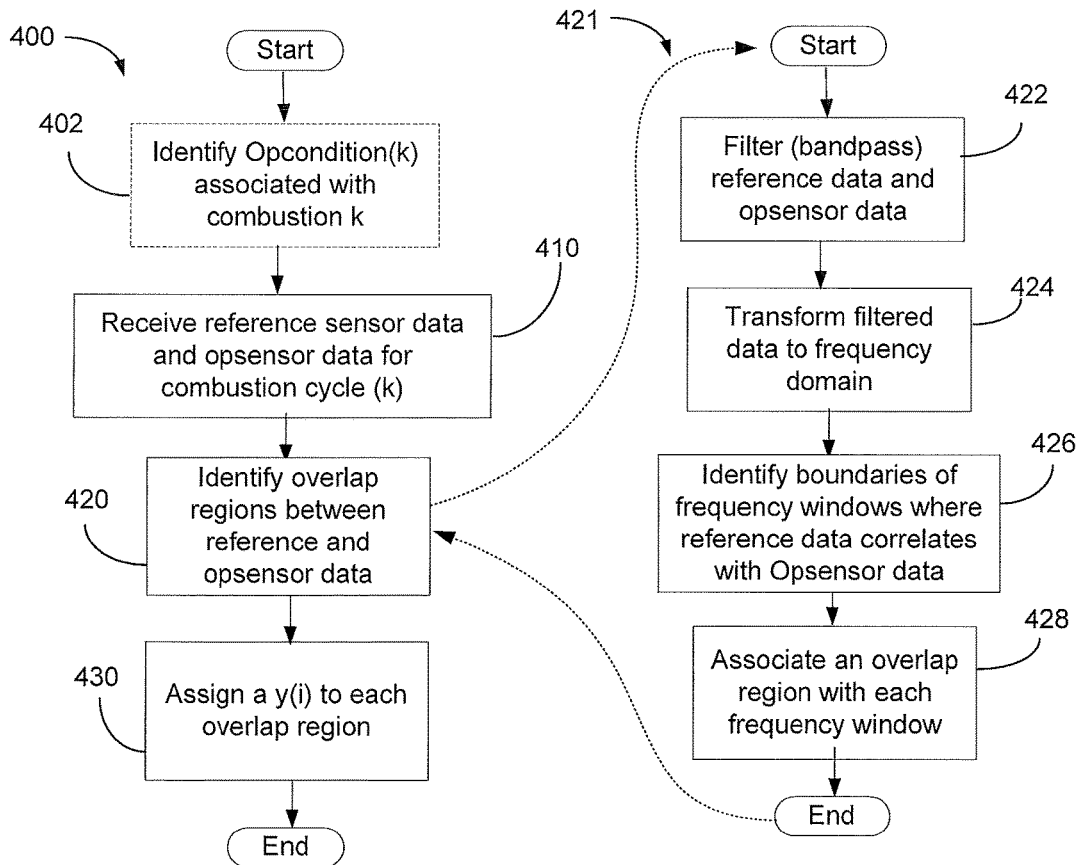 400
Start
402
Identify Opcondition(k)
associated with
combustion k
410
Receive reference sensor data
and opsensor data for
combustion cycle (k)
420
Identify overlap
regions between
reference and
opsensor data
430
Assign a y(i) to each
overlap region
End
421
Start
422
Filter (bandpass)
reference data and
opsensor data
424
Transform filtered
data to frequency
domain
426
Identify boundaries of
frequency windows where
reference data correlates
with Opsensor data
428
Associate an overlap
region with each
frequency window
End